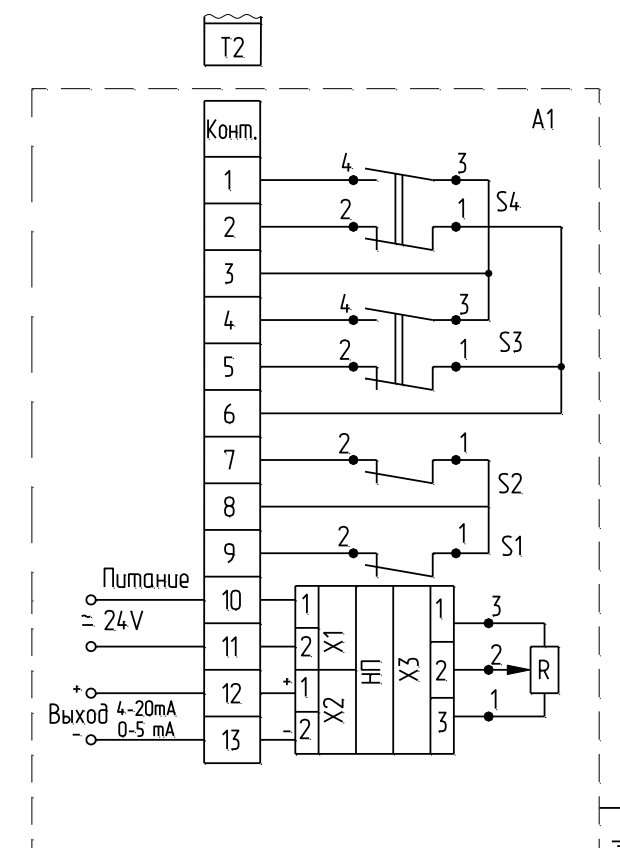 T2
A1
Конт.
1 4 3
S4
2 2 1
3
4 4 3
S3
5 2 1
6
7 2 1
S2
8
9 2 1
S1
Питание
10 1 1 3
≃ 24V
11 2 X1
НП X3 2 2 R
+ 12 + 1
Выход 4-20mA
0-5 mA
X2
- 13 - 2 3 1